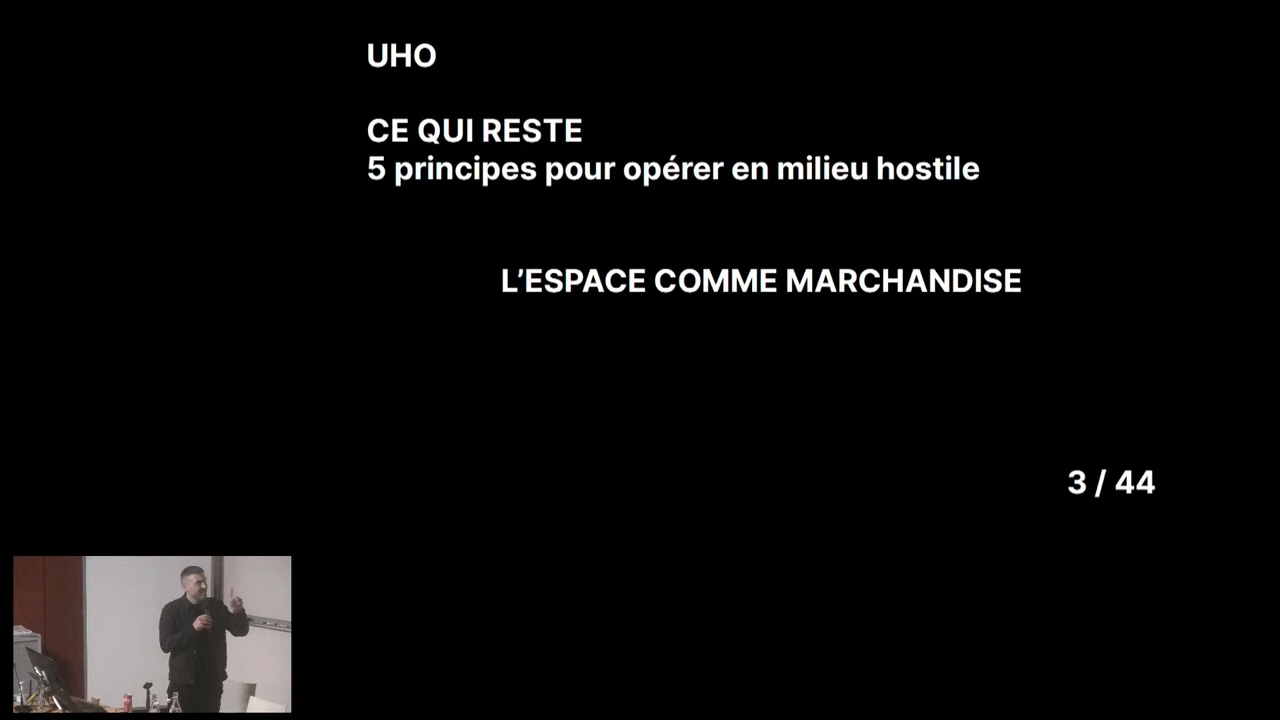 UHO
CE QUI RESTE
5 principes pour opérer en milieu hostile
L’ESPACE COMME MARCHANDISE
3 / 44